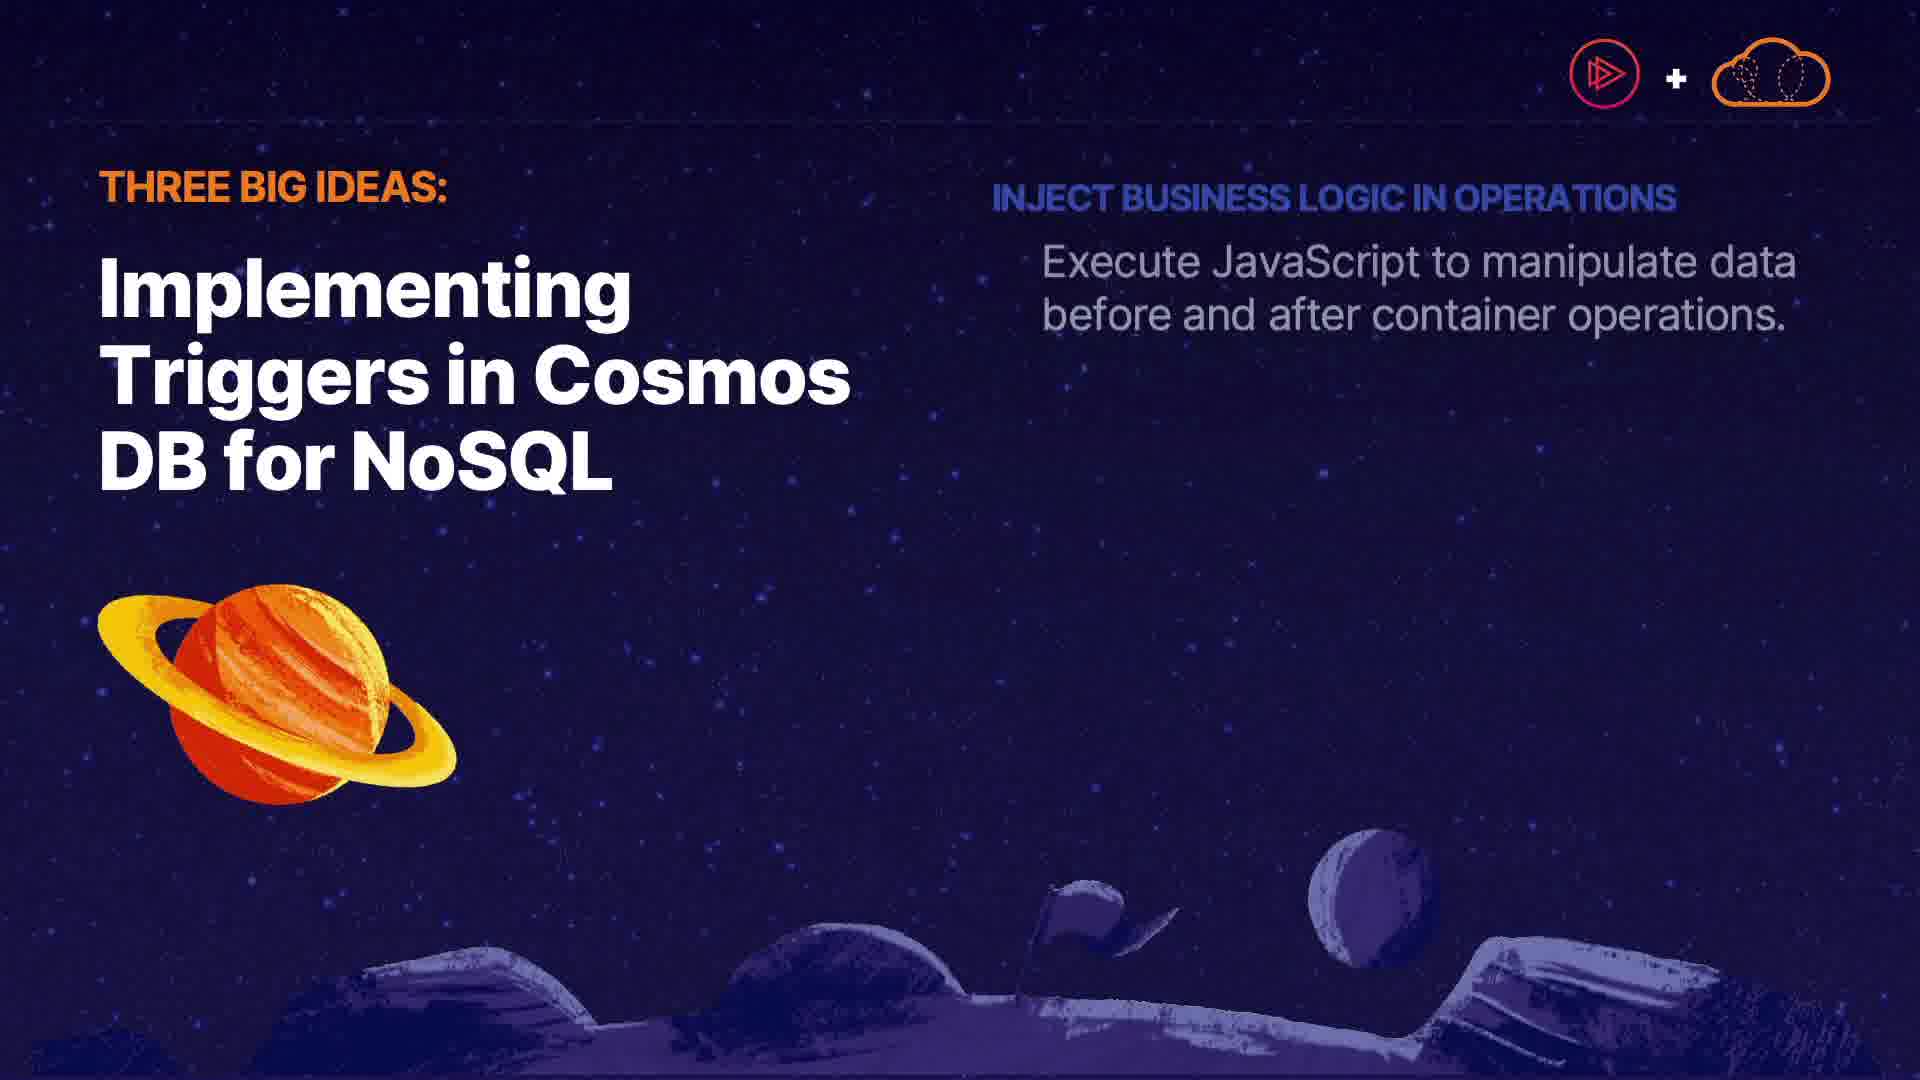 THREE BIG IDEAS:
Implementing
Triggers in Cosmos
DB for NoSQL
INJECT BUSINESS LOGIC IN OPERATIONS
Execute JavaScript to manipulate data
before and after container operations.